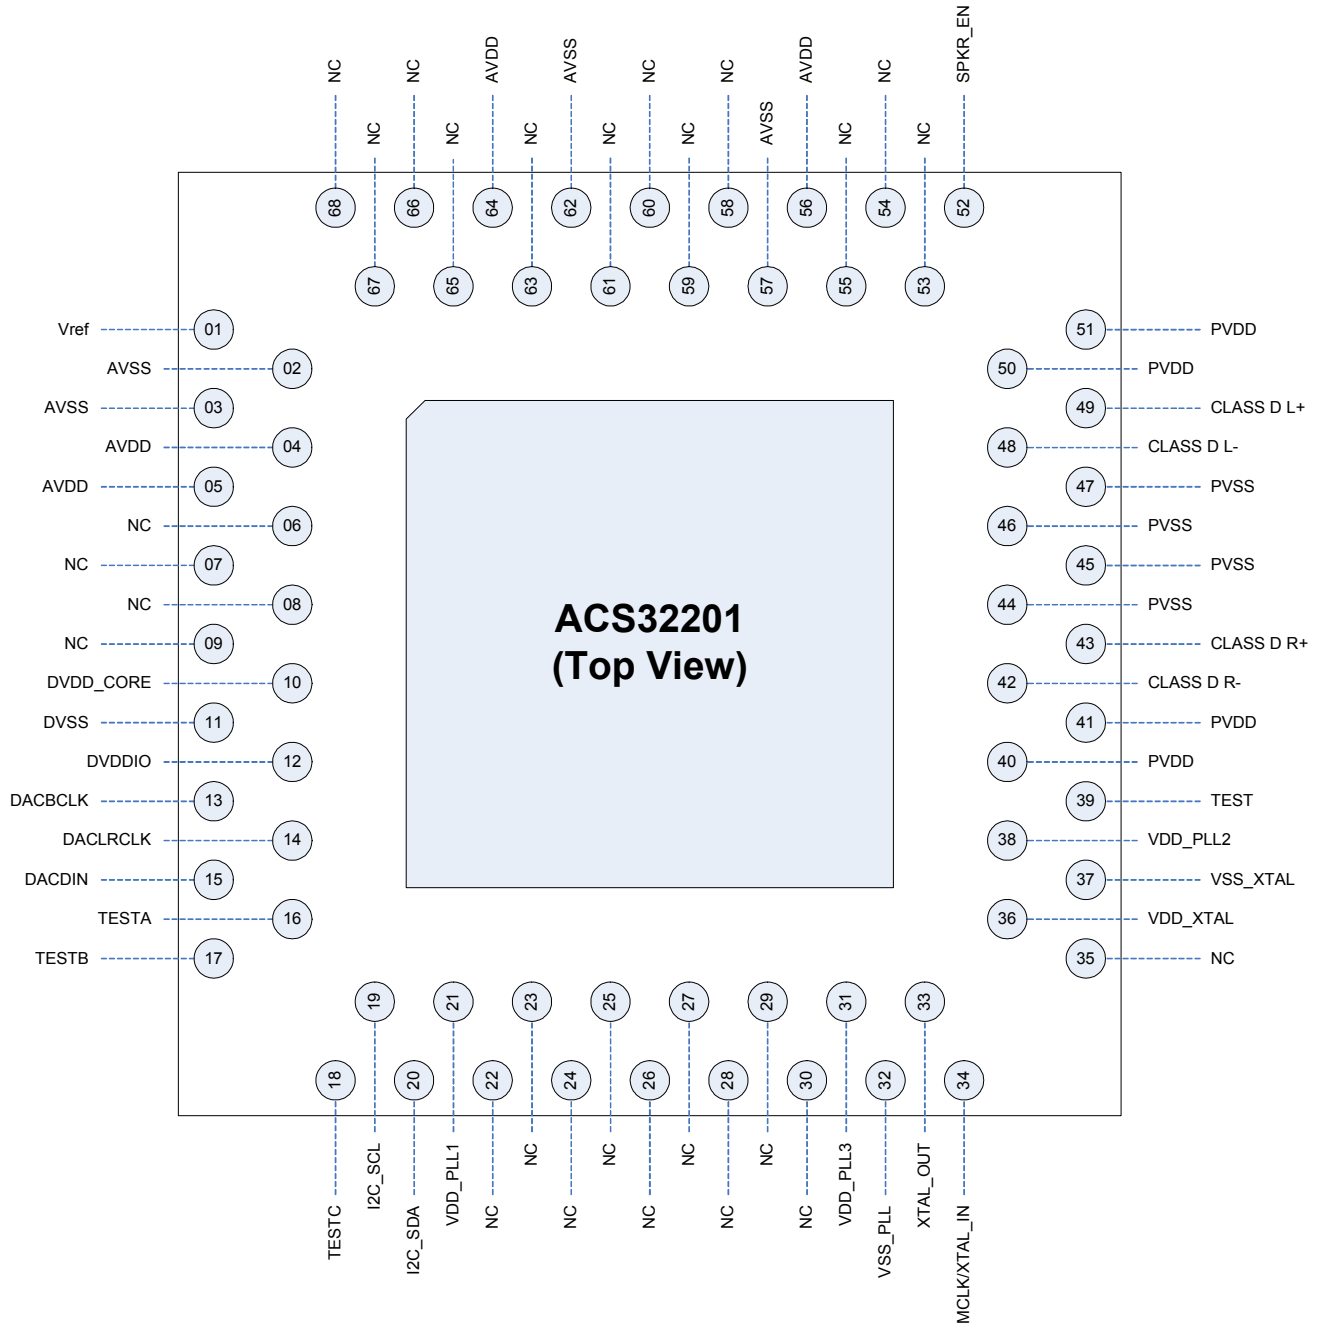 NC
NC
AVDD
AVSS
NC
NC
AVDD
NC
SPKR_EN
NC
NC
NC
NC
NC
AVSS
NC
NC
68
66
64
62
60
58
56
54
52
67
65
63
61
59
57
55
53
Vref 01
AVSS 02
AVSS 03
AVDD 04
AVDD 05
NC 06
NC 07
NC 08
NC 09
DVDD_CORE 10
DVSS 11
DVDDIO 12
DACBCLK 13
DACLRCLK 14
DACDIN 15
TESTA 16
TESTB 17
ACS32201
(Top View)
51 PVDD
50 PVDD
49 CLASS D L+
48 CLASS D L-
47 PVSS
46 PVSS
45 PVSS
44 PVSS
43 CLASS D R+
42 CLASS D R-
41 PVDD
40 PVDD
39 TEST
38 VDD_PLL2
37 VSS_XTAL
36 VDD_XTAL
35 NC
19
21
23
25
27
29
31
33
18
20
22
24
26
28
30
32
34
I2C_SCL
VDD_PLL1
NC
NC
NC
NC
VDD_PLL3
XTAL_OUT
TESTC
I2C_SDA
NC
NC
NC
NC
NC
VSS_PLL
MCLK/XTAL_IN